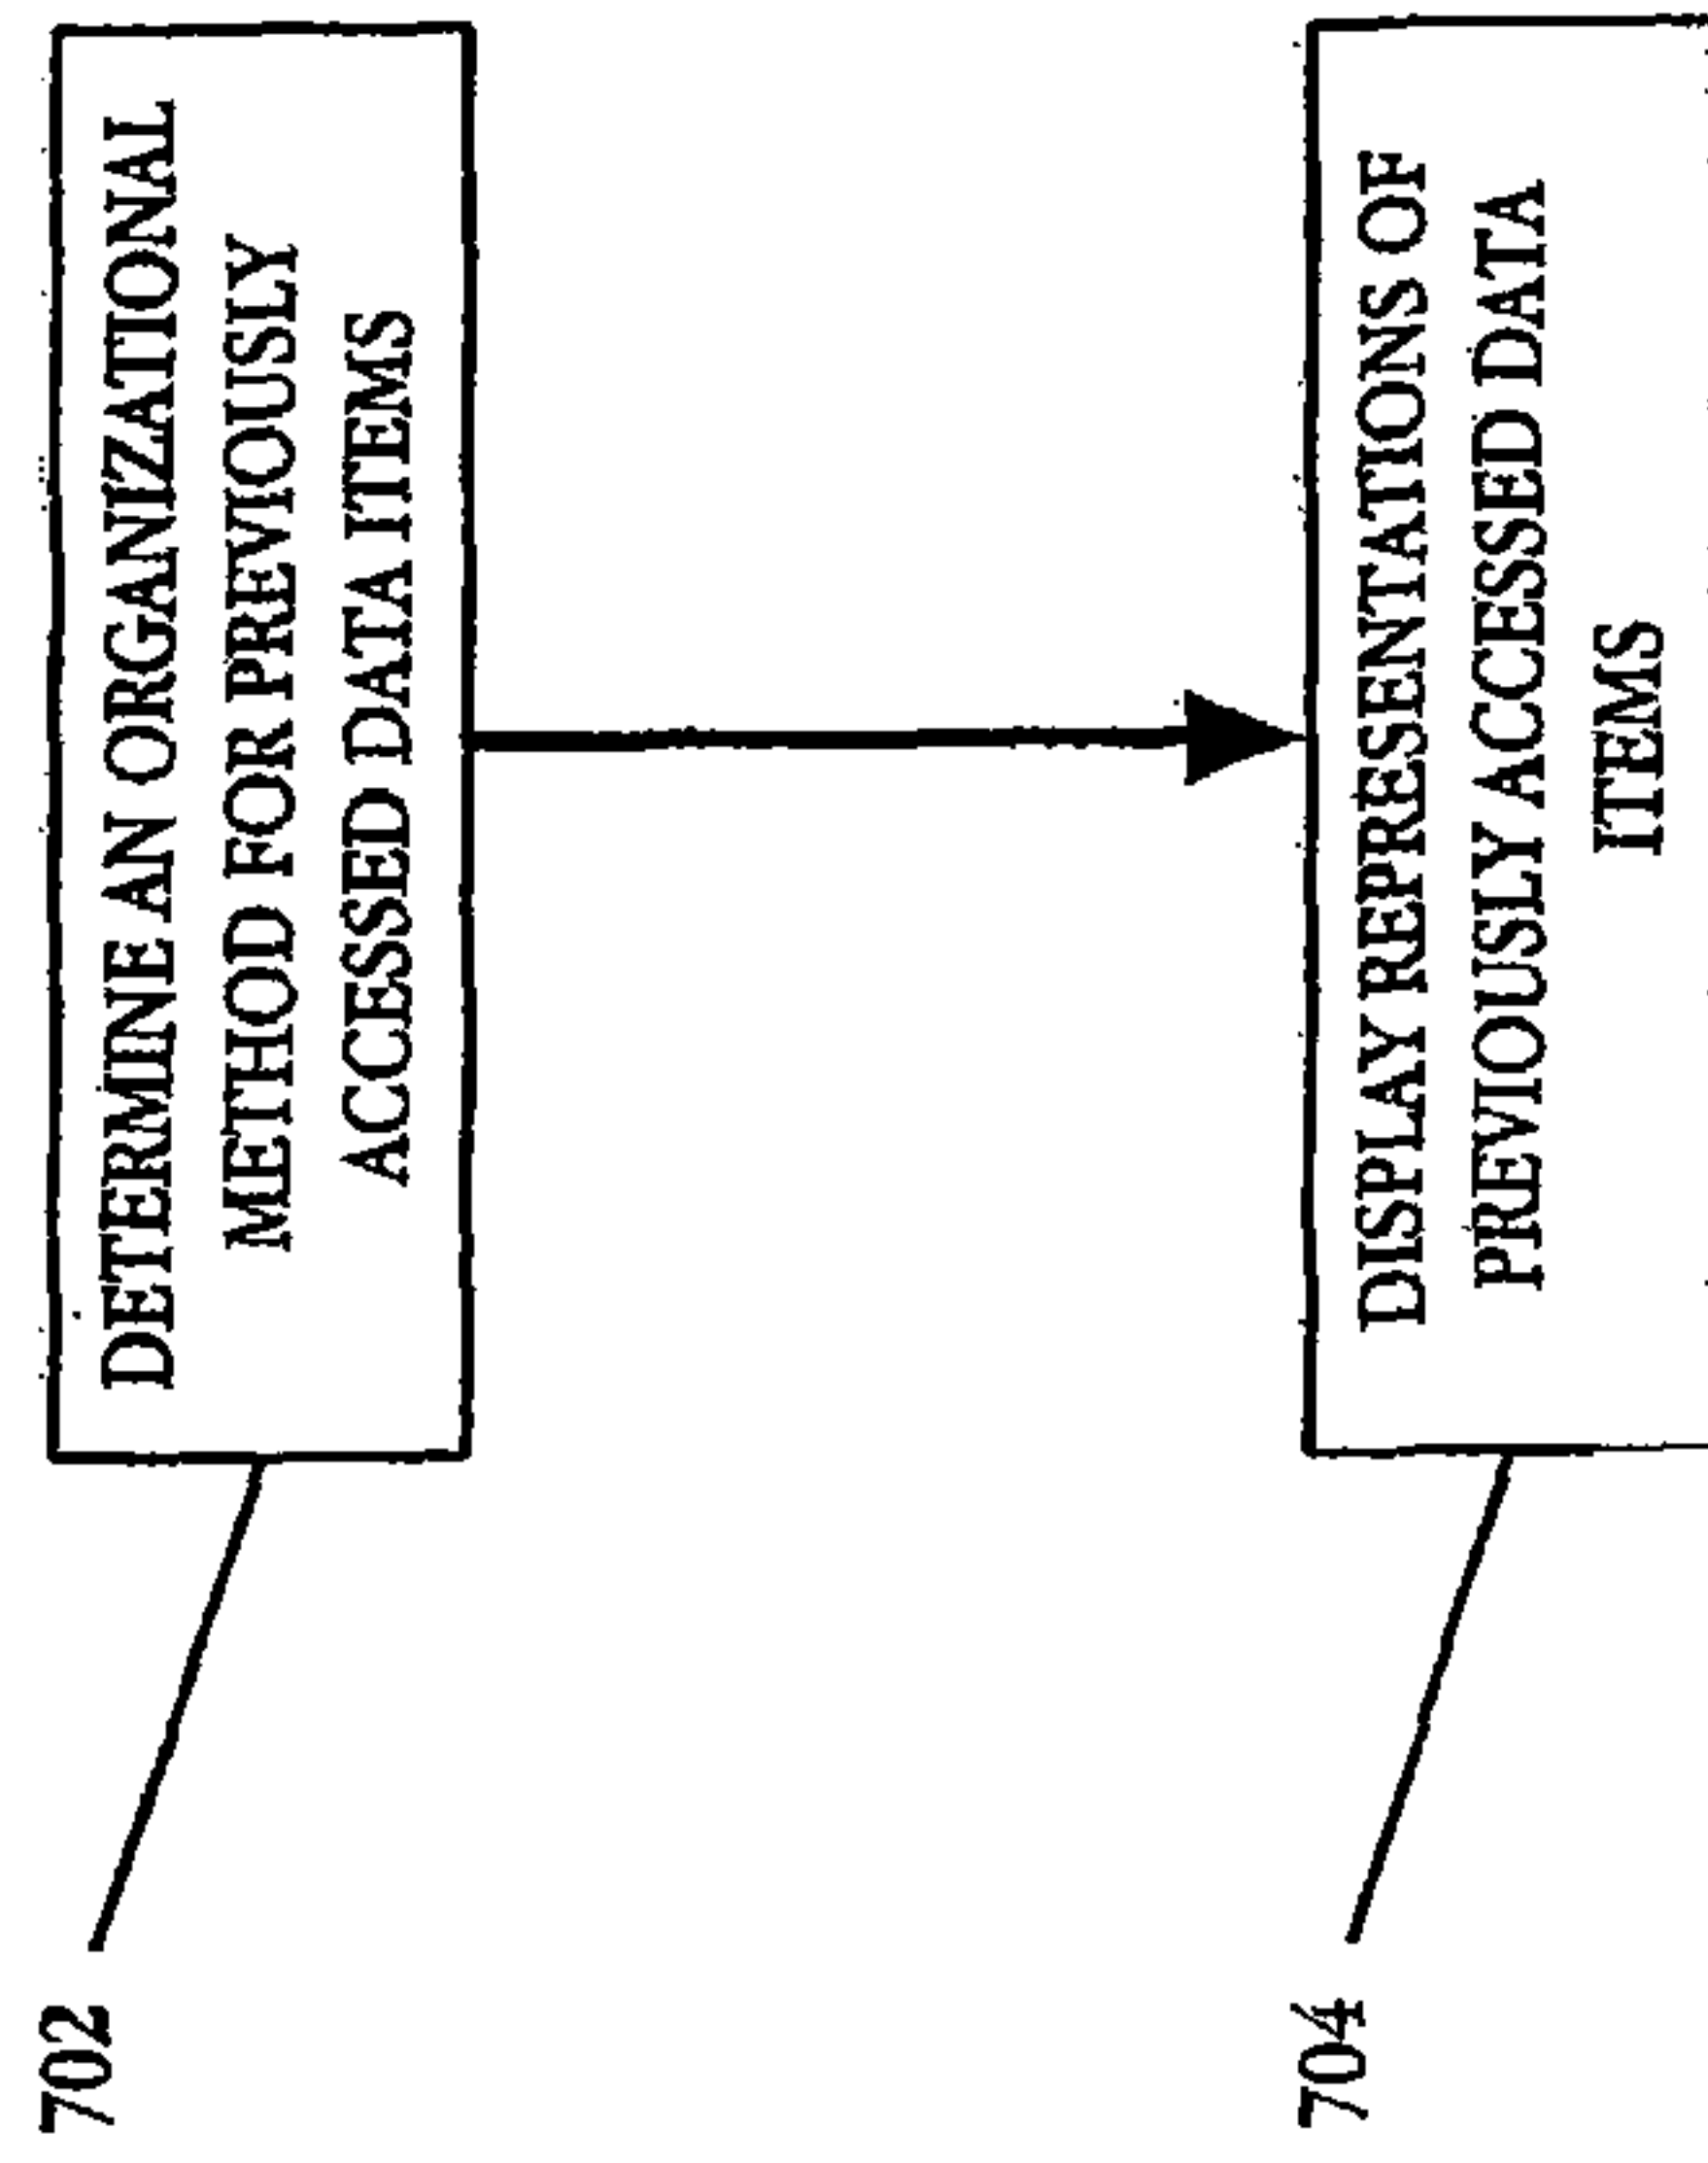 702
DETERMINE AN ORGANIZATIONAL
METHOD FOR PREVIOUSLY
ACCESSED DATA ITEMS
704
DISPLAY REPRESENTATIONS OF
PREVIOUSLY ACCESSED DATA
ITEMS